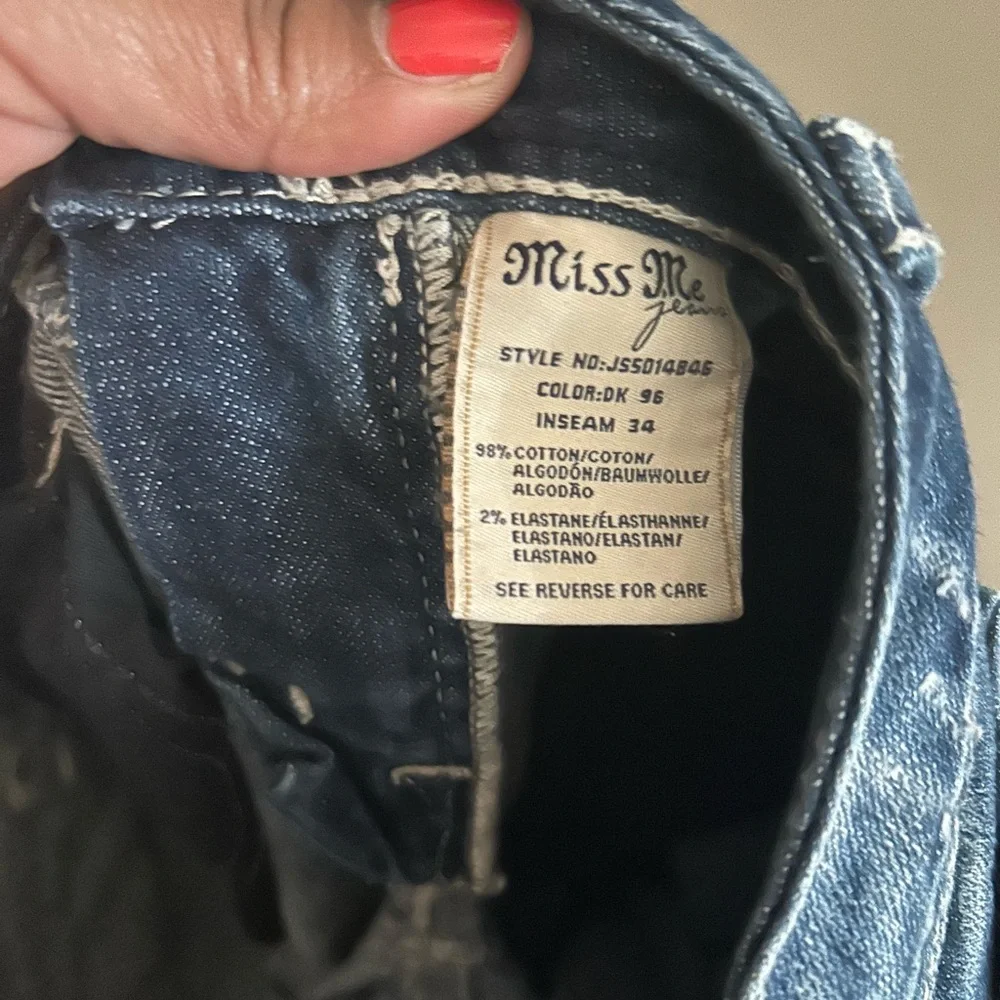 Miss Me
jeans
STYLE NO:JS5014B46
COLOR:DK 96
INSEAM 34
98% COTTON/COTON/
ALGODÓN/BAUMWOLLE/
ALGODÃO
2% ELASTANE/ÉLASTHANNE/
ELASTANO/ELASTAN/
ELASTANO
SEE REVERSE FOR CARE